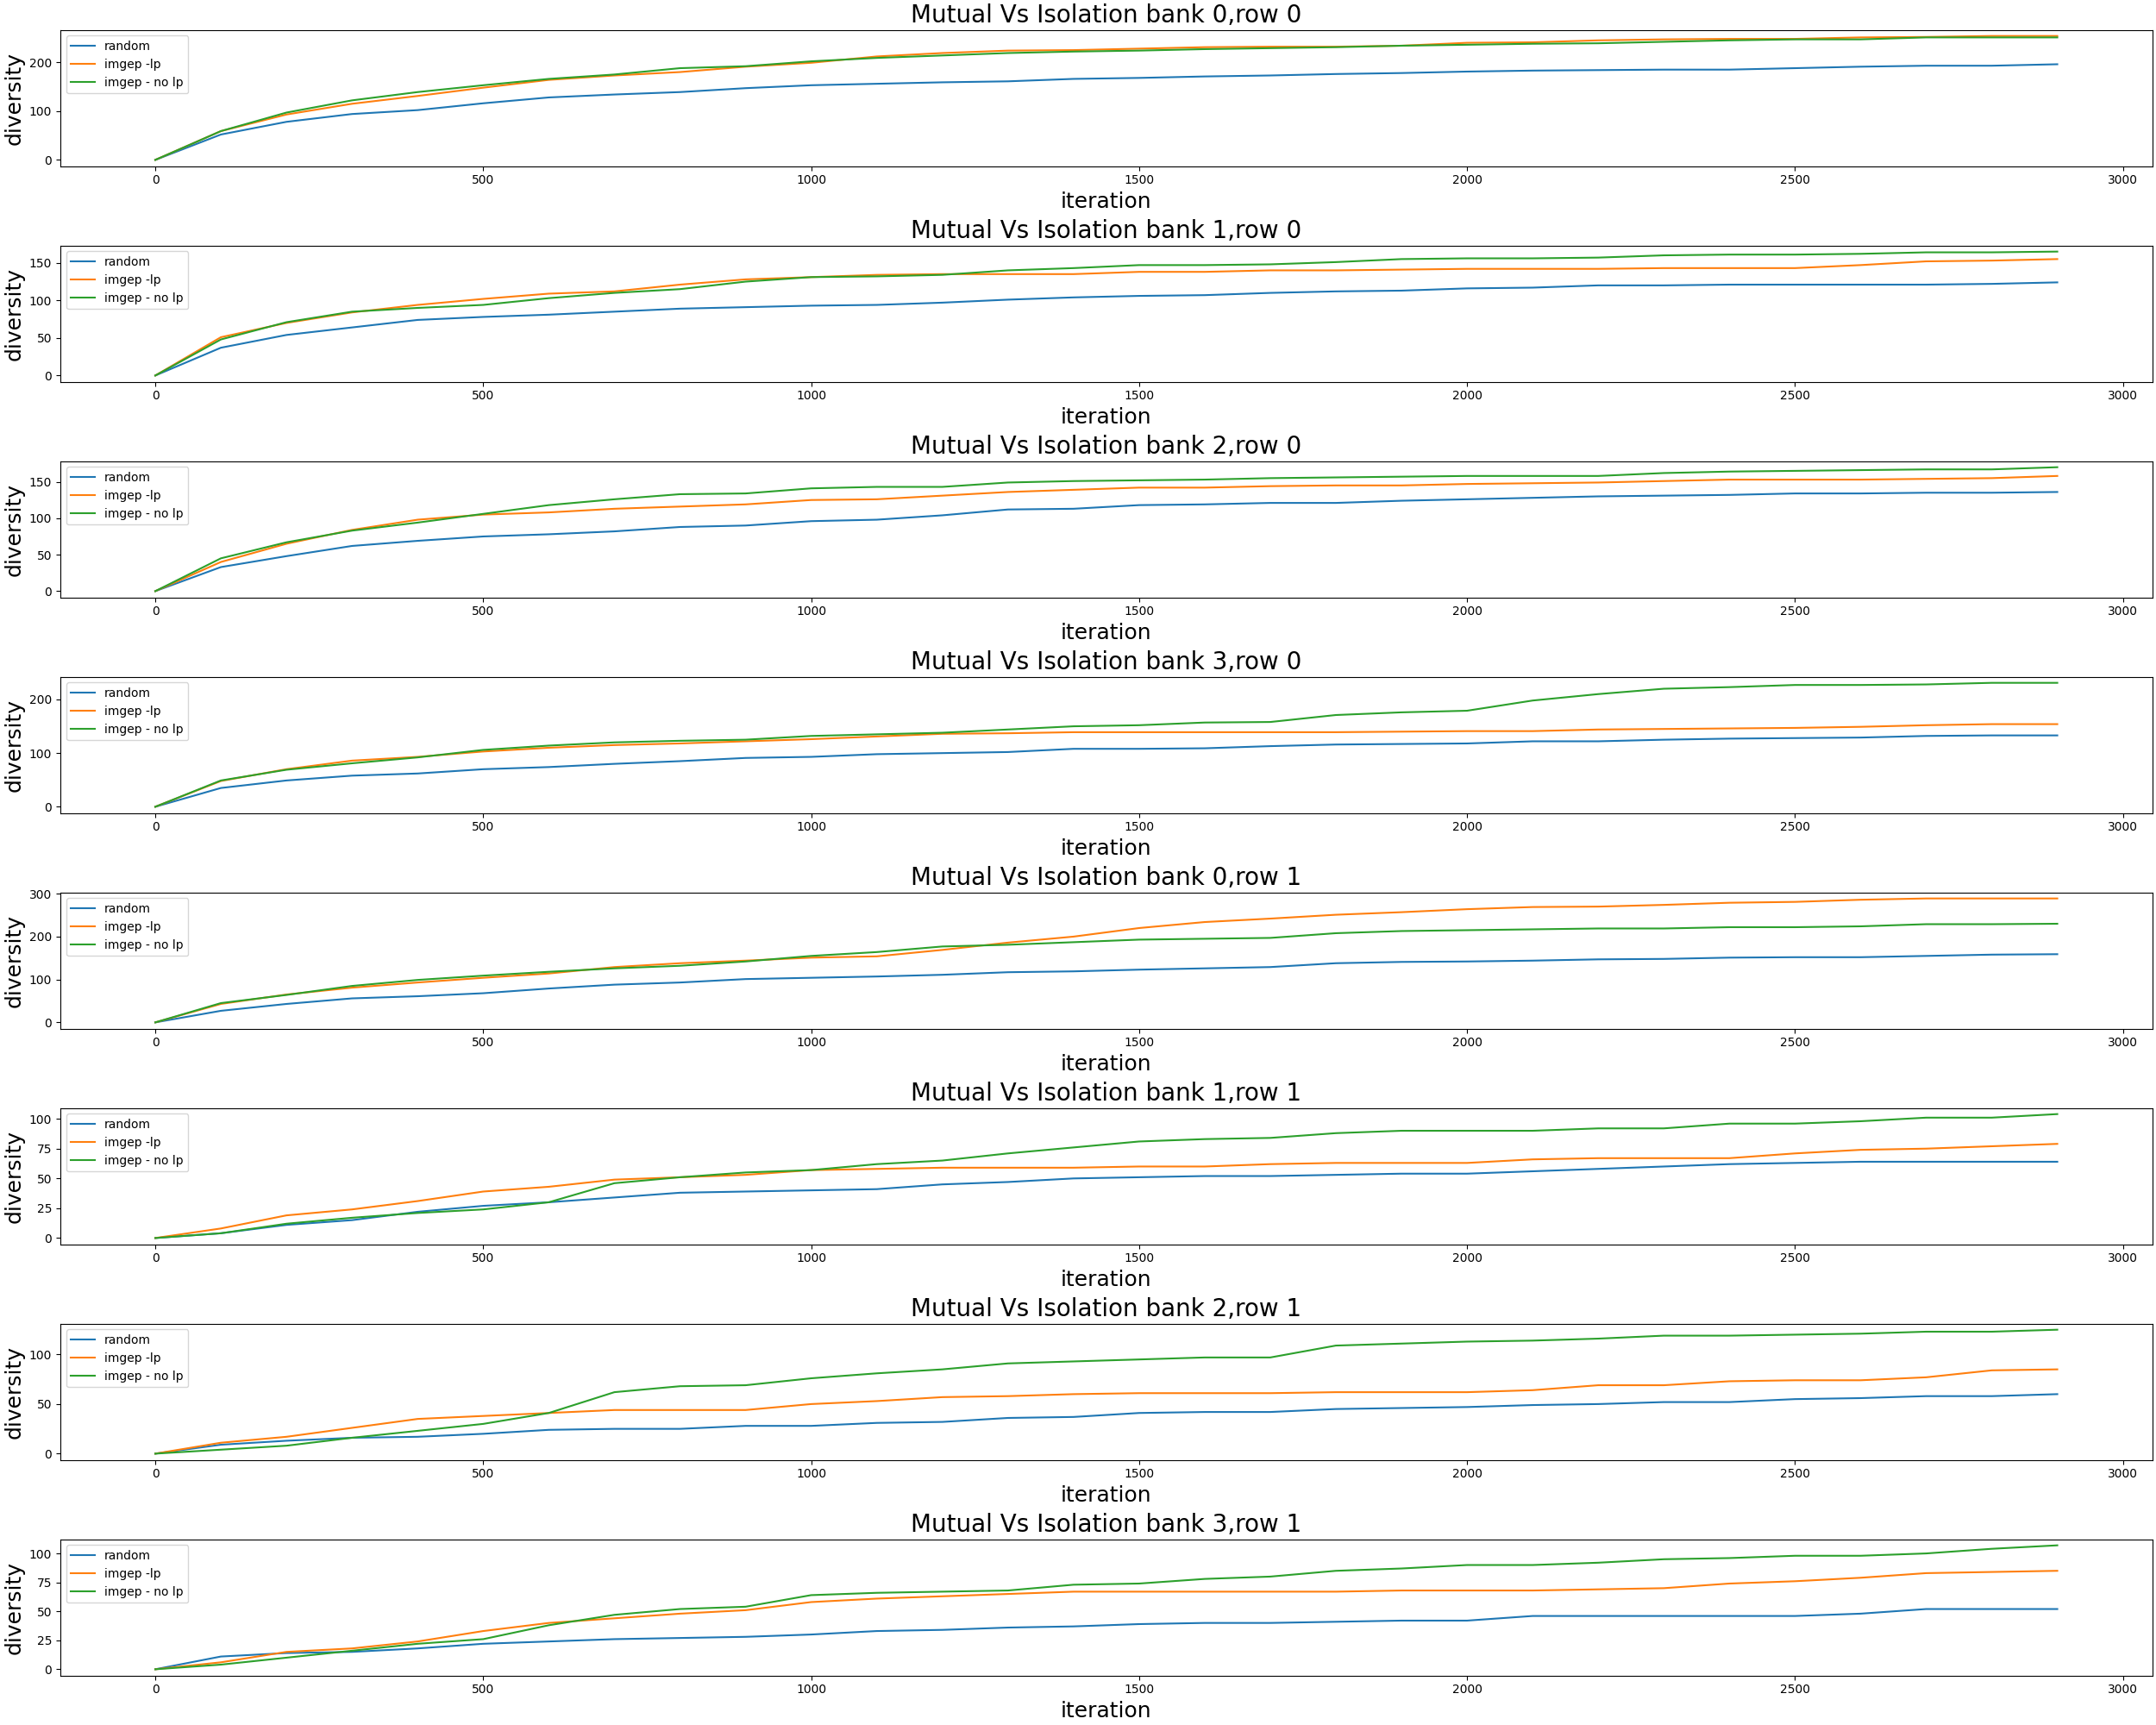 Mutual Vs Isolation bank 0,row 0
diversity
200
100
0
random
imgep -lp
imgep - no lp
0 500 1000 1500 2000 2500 3000
iteration
Mutual Vs Isolation bank 1,row 0
diversity
150
100
50
0
random
imgep -lp
imgep - no lp
0 500 1000 1500 2000 2500 3000
iteration
Mutual Vs Isolation bank 2,row 0
diversity
150
100
50
0
random
imgep -lp
imgep - no lp
0 500 1000 1500 2000 2500 3000
iteration
Mutual Vs Isolation bank 3,row 0
diversity
200
100
0
random
imgep -lp
imgep - no lp
0 500 1000 1500 2000 2500 3000
iteration
Mutual Vs Isolation bank 0,row 1
diversity
300
200
100
0
random
imgep -lp
imgep - no lp
0 500 1000 1500 2000 2500 3000
iteration
Mutual Vs Isolation bank 1,row 1
diversity
100
75
50
25
0
random
imgep -lp
imgep - no lp
0 500 1000 1500 2000 2500 3000
iteration
Mutual Vs Isolation bank 2,row 1
diversity
100
50
0
random
imgep -lp
imgep - no lp
0 500 1000 1500 2000 2500 3000
iteration
Mutual Vs Isolation bank 3,row 1
diversity
100
75
50
25
0
random
imgep -lp
imgep - no lp
0 500 1000 1500 2000 2500 3000
iteration